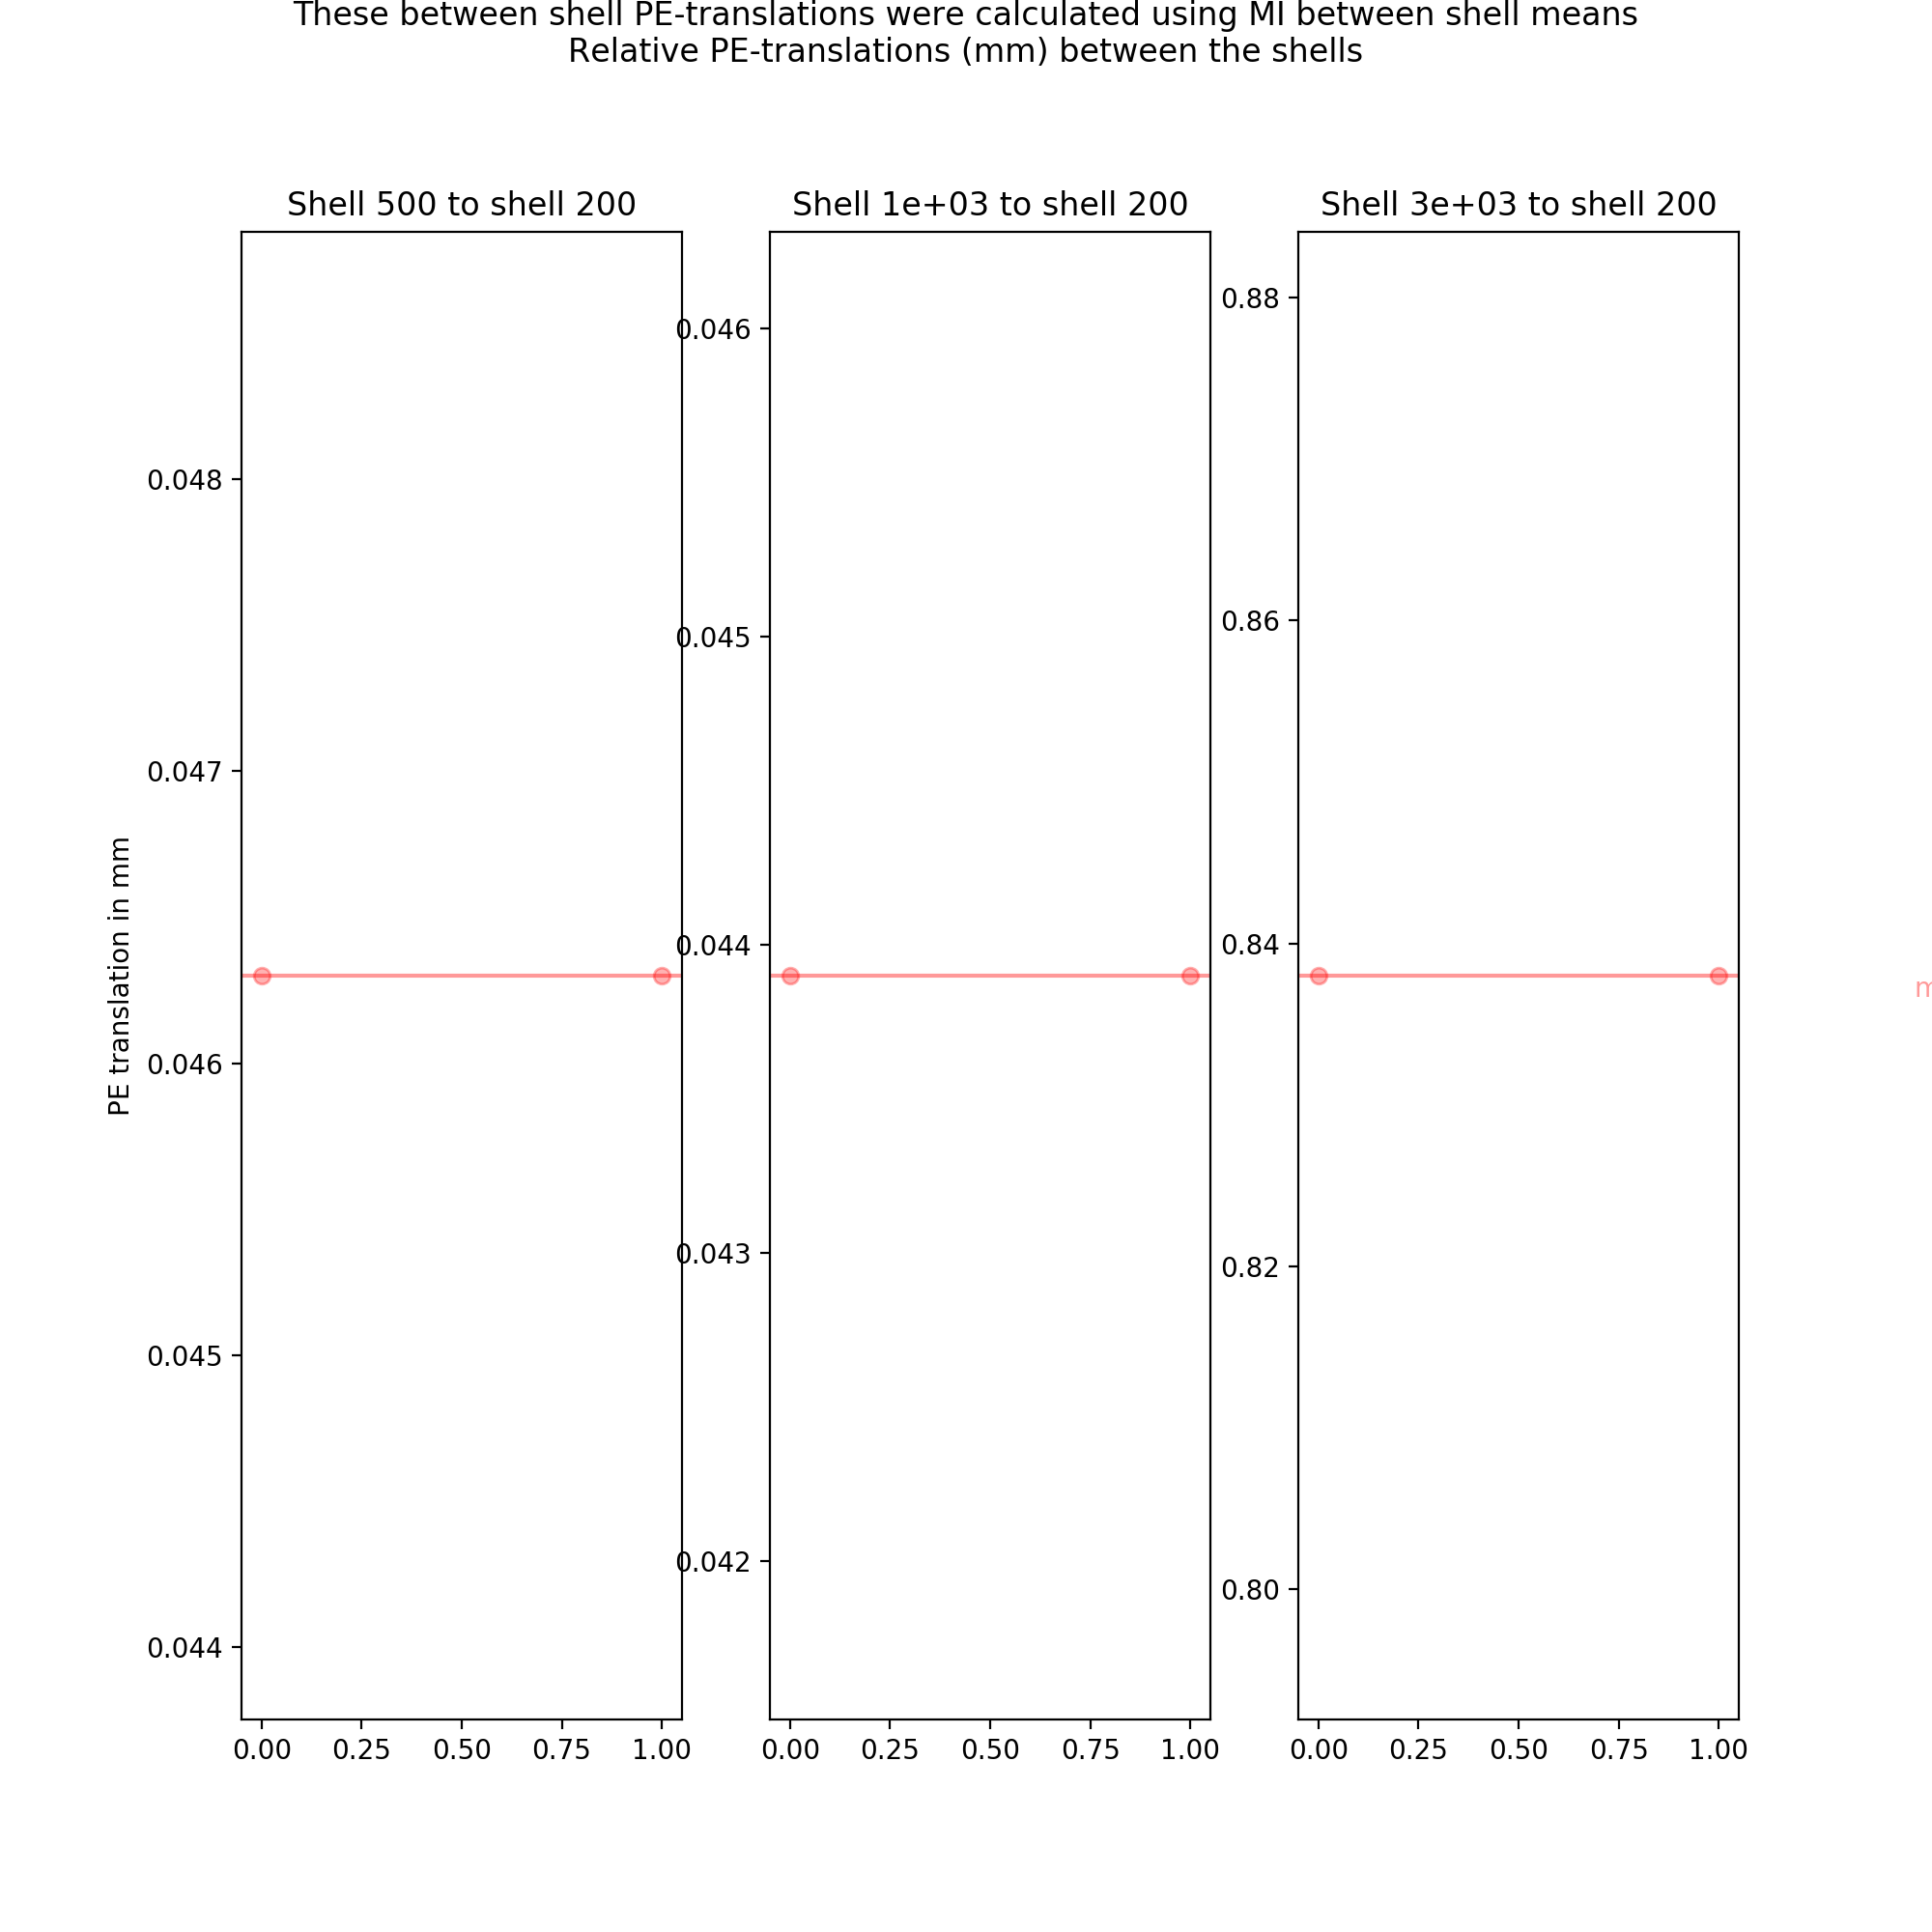 These between shell PE-translations were calculated using MI between shell means
Relative PE-translations (mm) between the shells
Shell 500 to shell 200
Shell 1e+03 to shell 200
Shell 3e+03 to shell 200
PE translation in mm
0.048
0.047
0.046
0.045
0.044
0.00 0.25 0.50 0.75 1.00
0.046
0.045
0.044
0.043
0.042
0.00 0.25 0.50 0.75 1.00
0.88
0.86
0.84
0.82
0.80
0.00 0.25 0.50 0.75 1.00